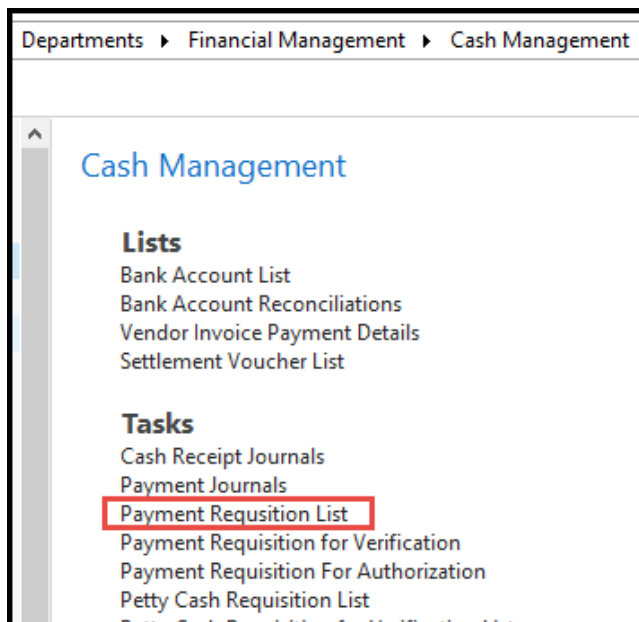 Departments ▸ Financial Management ▸ Cash Management
Cash Management
Lists
Bank Account List
Bank Account Reconciliations
Vendor Invoice Payment Details
Settlement Voucher List
Tasks
Cash Receipt Journals
Payment Journals
Payment Requsition List
Payment Requisition for Verification
Payment Requisition For Authorization
Petty Cash Requisition List